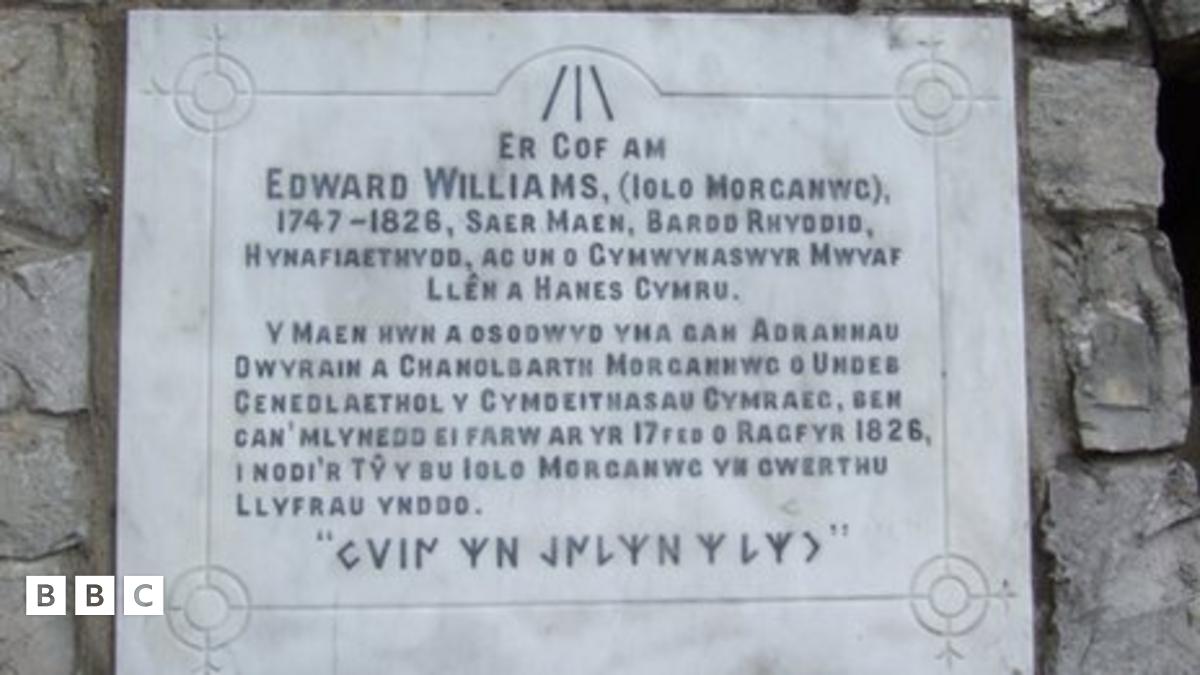 ER COF AM
EDWARD WILLIAMS, (IOLO MORGANWG),
1747-1826, SAER MAEN, BARDD RHYDDID,
HYNAFIAETHYDD, AC UN O GYMWYNASWYR MWYAF
LLÊN A HANES CYMRU.
Y MAEN HWN A OSODWYD YMA GAN ADRANNAU
DWYRAIN A CHANOLBARTH MORGANNWG O UNDEB
CENEDLAETHOL Y CYMDEITHASAU CYMRAEG, BEN
CAN' MLYNEDD EI FARW AR YR 17FED O RAGFYR 1826,
I NODI'R TŶ Y BU IOLO MORGANWG YN GWERTHU
LLYFRAU YNDDO.
BBC